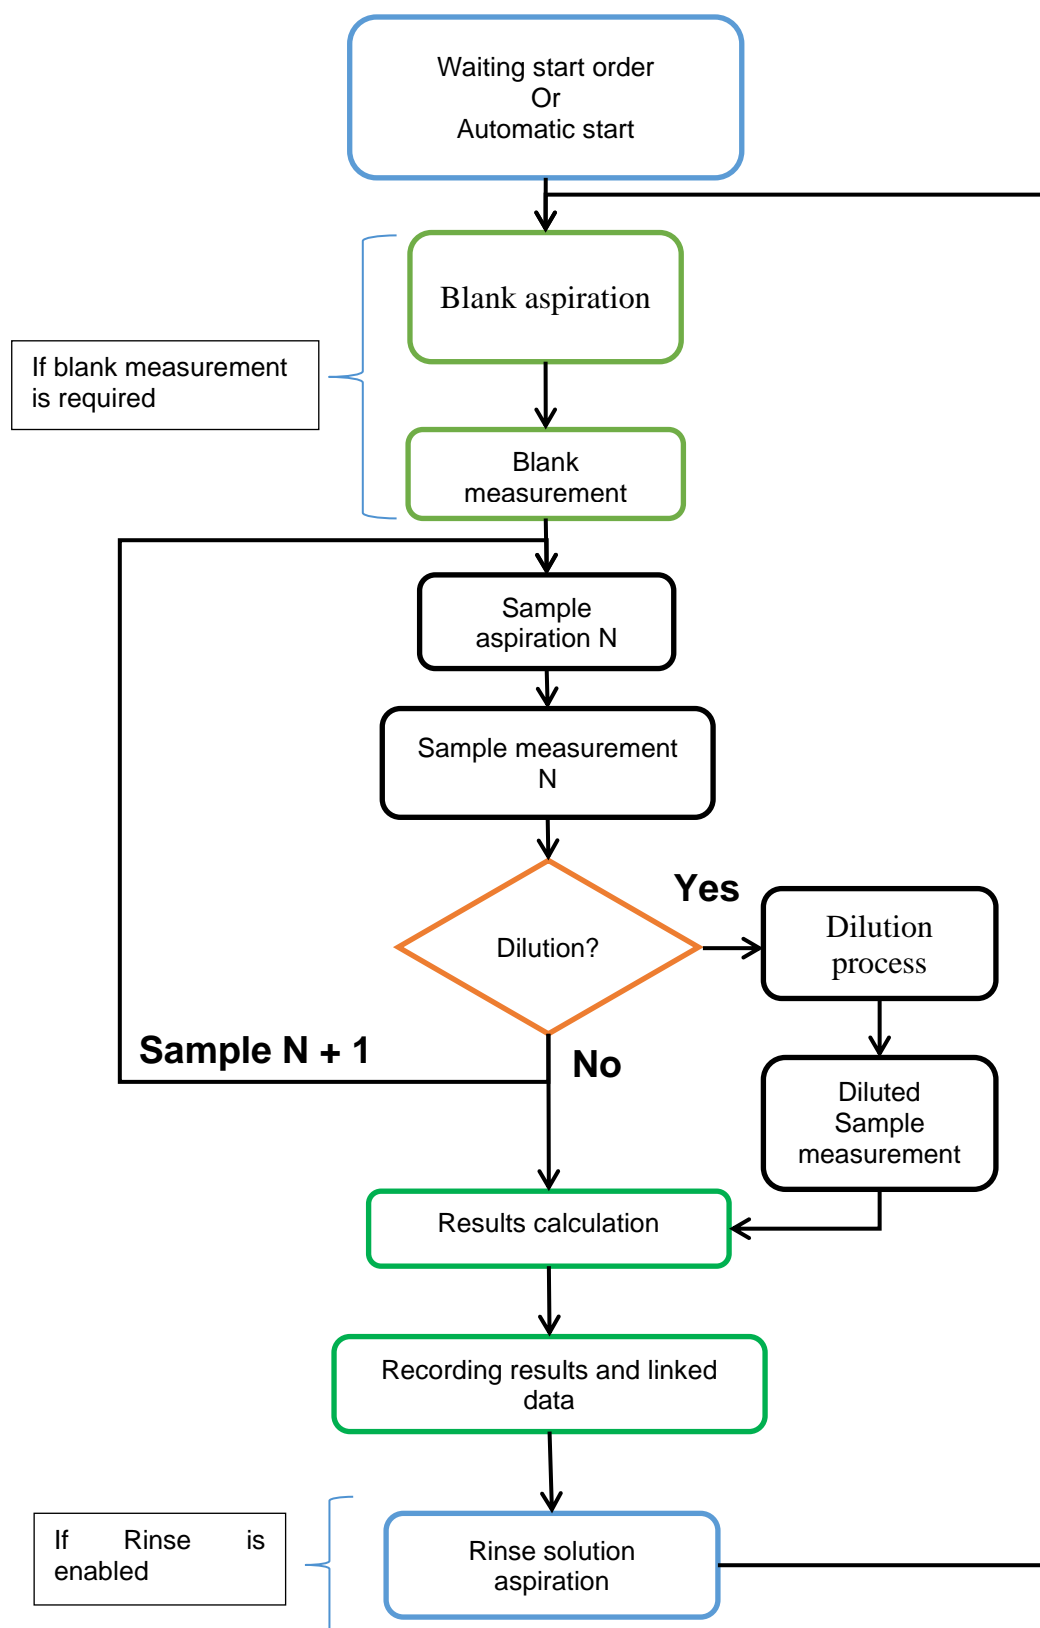 Waiting start order
Or
Automatic start
Blank aspiration
If blank measurement
is required
Blank
measurement
Sample
aspiration N
Sample measurement
N
Yes
Dilution?
Dilution
process
Sample N + 1
No
Diluted
Sample
measurement
Results calculation
Recording results and linked
data
If Rinse is
enabled
Rinse solution
aspiration